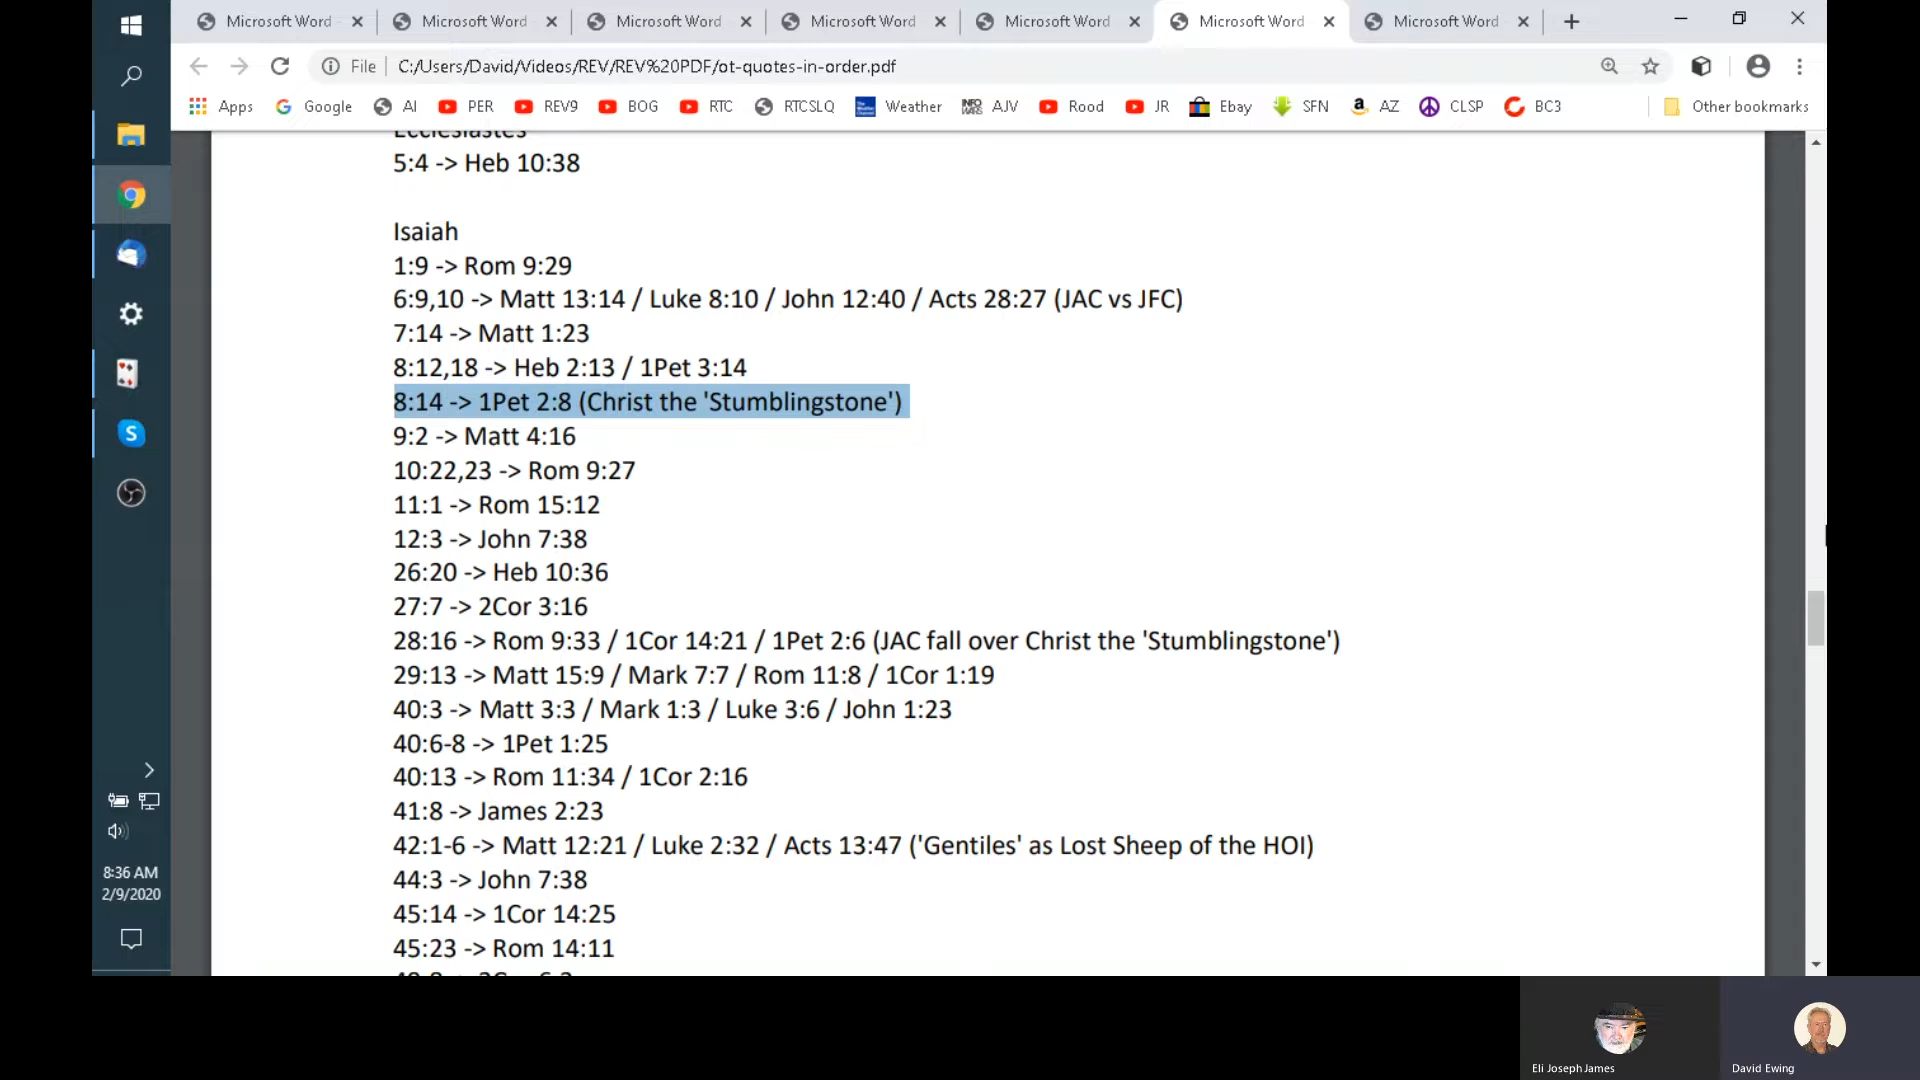 Microsoft Word Microsoft Word Microsoft Word Microsoft Word Microsoft Word Microsoft Word Microsoft Word
File C:/Users/David/Videos/REV/REV%20PDF/ot-quotes-in-order.pdf
Apps Google AI PER REV9 BOG RTC RTCSLQ Weather AJV Rood JR Ebay SFN AZ CLSP BC3 Other bookmarks
Ecclesiastes
5:4 -> Heb 10:38
Isaiah
1:9 -> Rom 9:29
6:9,10 -> Matt 13:14 / Luke 8:10 / John 12:40 / Acts 28:27 (JAC vs JFC)
7:14 -> Matt 1:23
8:12,18 -> Heb 2:13 / 1Pet 3:14
8:14 -> 1Pet 2:8 (Christ the 'Stumblingstone')
9:2 -> Matt 4:16
10:22,23 -> Rom 9:27
11:1 -> Rom 15:12
12:3 -> John 7:38
26:20 -> Heb 10:36
27:7 -> 2Cor 3:16
28:16 -> Rom 9:33 / 1Cor 14:21 / 1Pet 2:6 (JAC fall over Christ the 'Stumblingstone')
29:13 -> Matt 15:9 / Mark 7:7 / Rom 11:8 / 1Cor 1:19
40:3 -> Matt 3:3 / Mark 1:3 / Luke 3:6 / John 1:23
40:6-8 -> 1Pet 1:25
40:13 -> Rom 11:34 / 1Cor 2:16
41:8 -> James 2:23
42:1-6 -> Matt 12:21 / Luke 2:32 / Acts 13:47 ('Gentiles' as Lost Sheep of the HOI)
44:3 -> John 7:38
45:14 -> 1Cor 14:25
45:23 -> Rom 14:11
8:36 AM
2/9/2020
Eli Joseph James
David Ewing